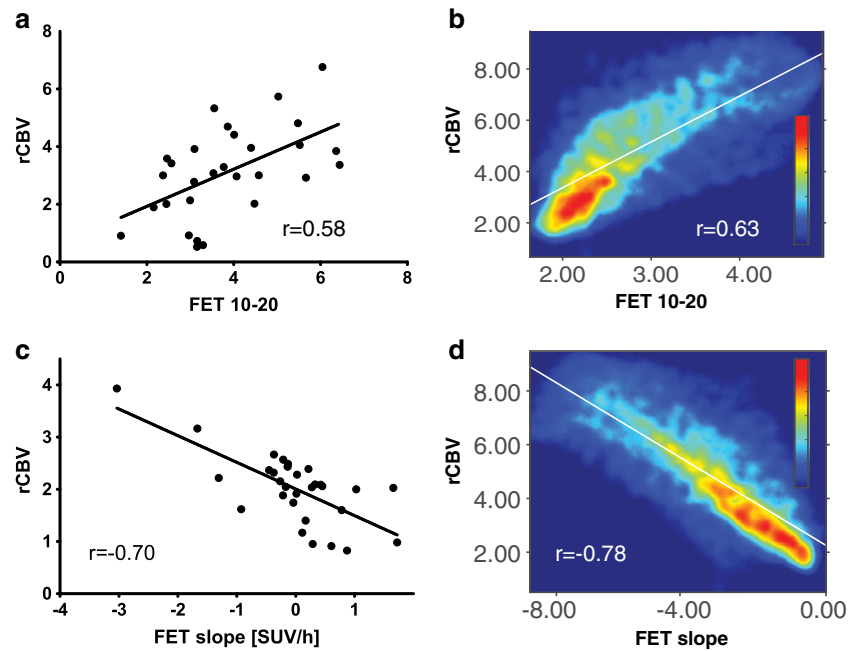 a
rCBV
8
6
4
2
0
0 2 4 6 8
r=0.58
FET 10-20
b
rCBV
8.00
6.00
4.00
2.00
2.00 3.00 4.00
r=0.63
FET 10-20
c
rCBV
4
3
2
1
0
-4 -3 -2 -1 0 1
r=-0.70
FET slope [SUV/h]
d
rCBV
8.00
6.00
4.00
2.00
-8.00 -4.00 0.00
r=-0.78
FET slope